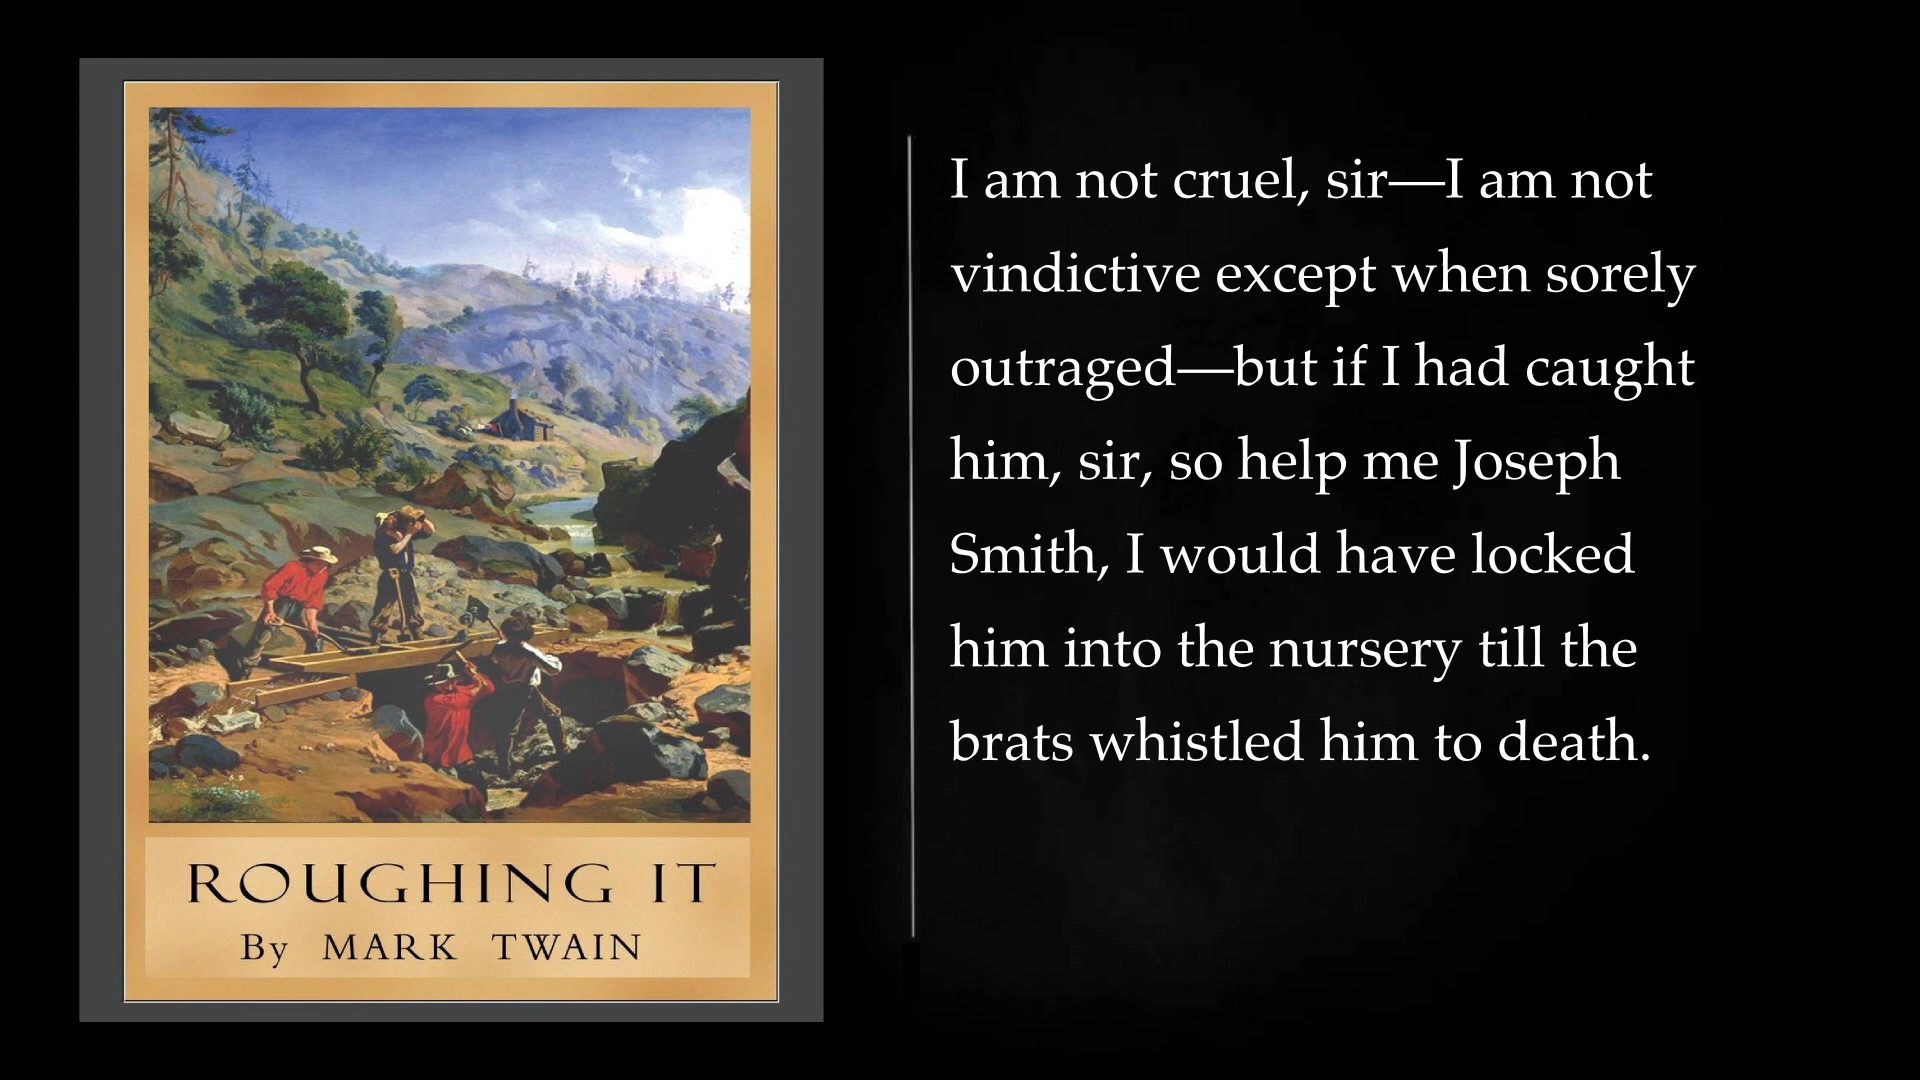 ROUGHING IT
By MARK TWAIN
I am not cruel, sir—I am not
vindictive except when sorely
outraged—but if I had caught
him, sir, so help me Joseph
Smith, I would have locked
him into the nursery till the
brats whistled him to death.